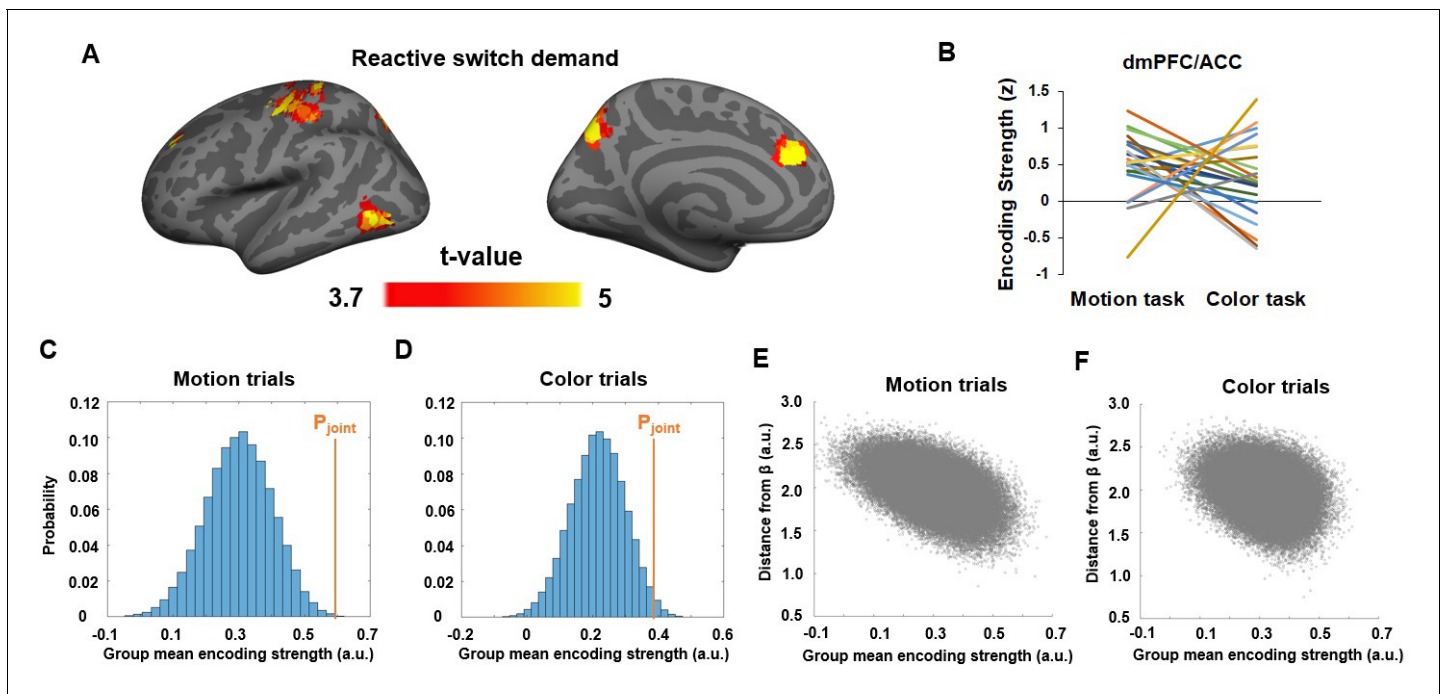 A
Reactive switch demand
t-value
3.7
5
B
dmPFC/ACC
Encoding Strength (z)
1.5
1
0.5
0
-0.5
-1
Motion task
Color task
C
Motion trials
Probability
0.12
0.10
0.08
0.06
0.04
0.02
0
Pjoint
-0.1 0.1 0.3 0.5 0.7
Group mean encoding strength (a.u.)
D
Color trials
0.12
0.10
0.08
0.06
0.04
0.02
0
Pjoint
-0.2 0 0.2 0.4 0.6
Group mean encoding strength (a.u.)
E
Motion trials
Distance from β (a.u.)
3.0
2.5
2.0
1.5
1.0
0.5
-0.1 0.1 0.3 0.5 0.7
Group mean encoding strength (a.u.)
F
Color trials
Distance from β (a.u.)
3.0
2.5
2.0
1.5
1.0
0.5
-0.1 0.1 0.3 0.5 0.7
Group mean encoding strength (a.u.)